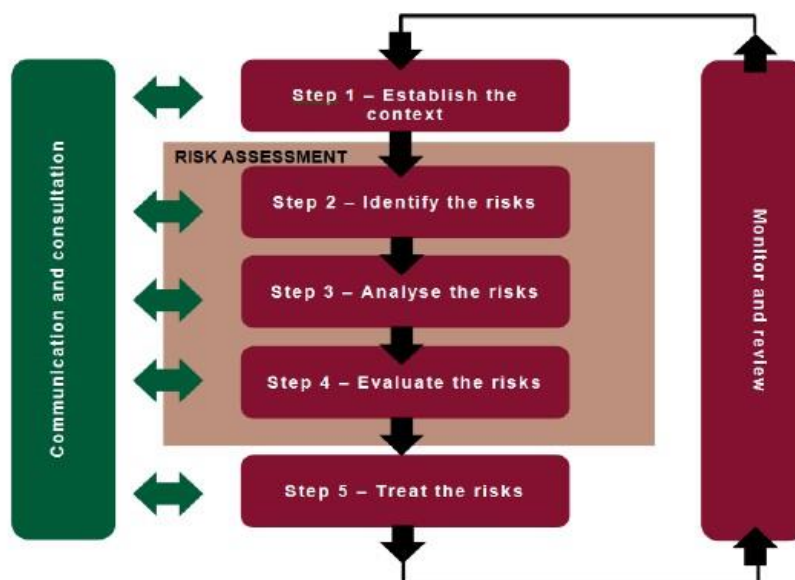 Step 1 – Establish the
context
RISK ASSESSMENT
Step 2 – Identify the risks
Step 3 – Analyse the risks
Step 4 – Evaluate the risks
Step 5 – Treat the risks
Communication and consultation
Monitor and review